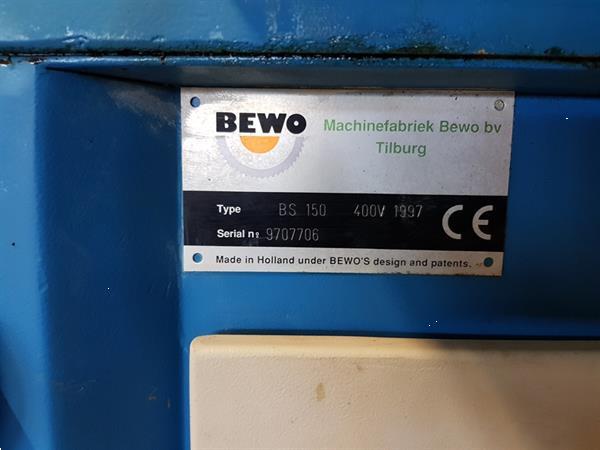 BEWO
Machinefabriek Bewo bv
Tilburg
Type BS 150 400V 1997
Serial nº 9707706
CE
Made in Holland under BEWO'S design and patents.